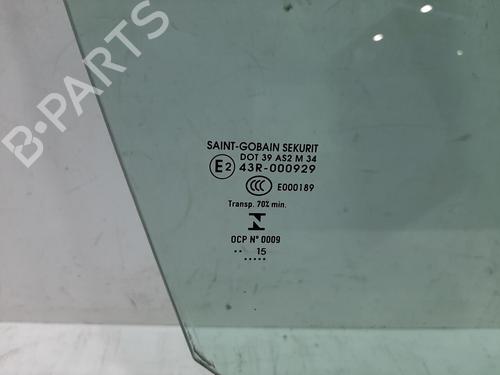 B-PARTS
SAINT-GOBAIN SEKURIT
DOT 39 AS2 M 34
E2 43R-000929
CCC E000189
Transp. 70% min.
N
OCP Nº 0009
.. 15
.....